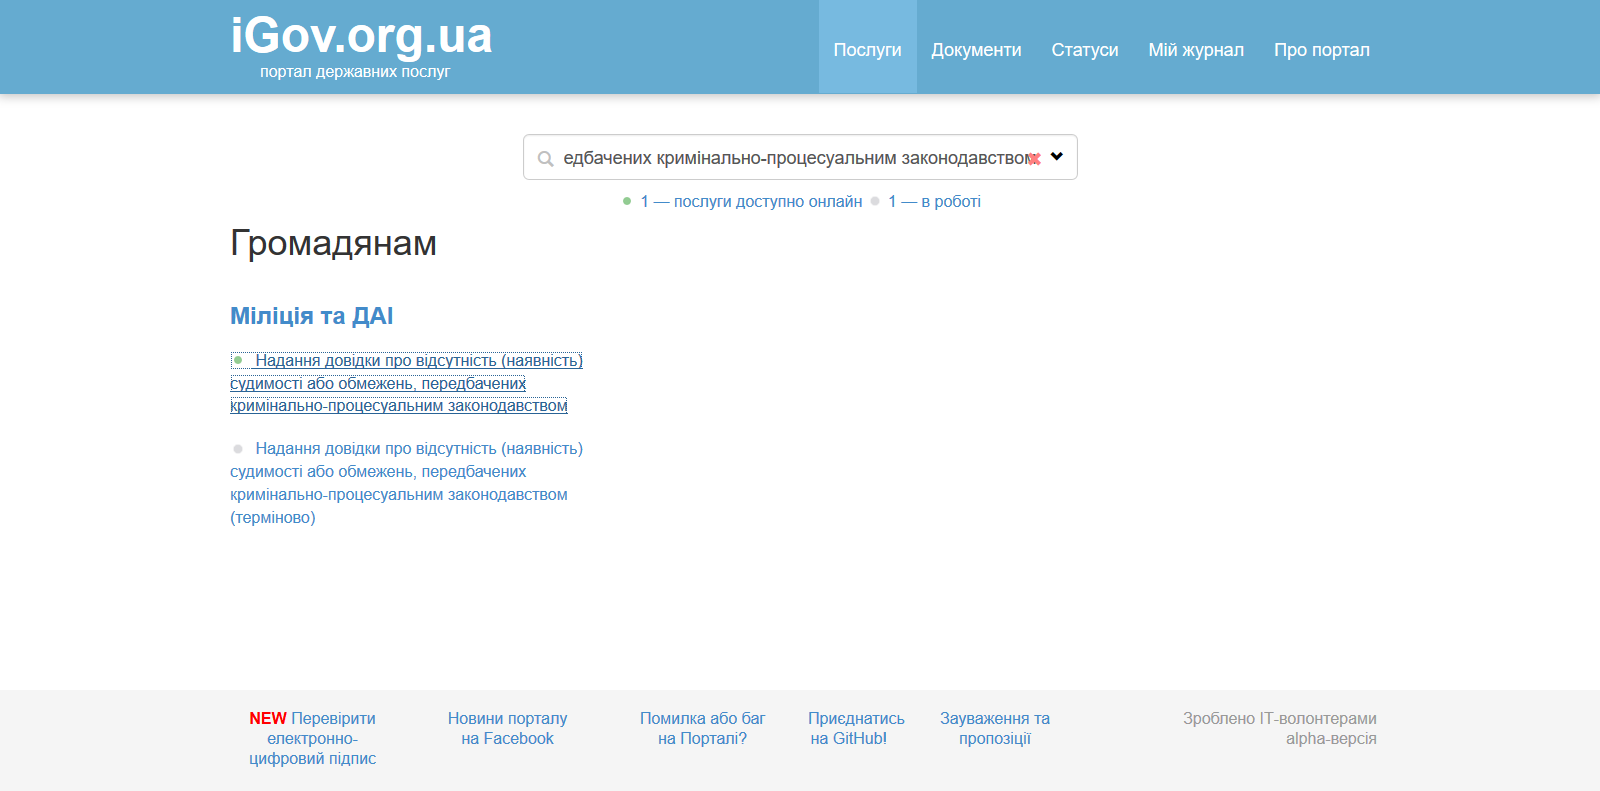 iGov.org.ua
портал державних послуг
Послуги
Документи
Статуси
Мій журнал
Про портал
едбачених кримінально-процесуальним законодавством
1 — послуги доступно онлайн
1 — в роботі
Громадянам
Міліція та ДАІ
Надання довідки про відсутність (наявність)
судимості або обмежень, передбачених
кримінально-процесуальним законодавством
Надання довідки про відсутність (наявність)
судимості або обмежень, передбачених
кримінально-процесуальним законодавством
(терміново)
NEW Перевірити
електронно-
цифровий підпис
Новини порталу
на Facebook
Помилка або баг
на Порталі?
Приєднатись
на GitHub!
Зауваження та
пропозиції
Зроблено ІТ-волонтерами
alpha-версія